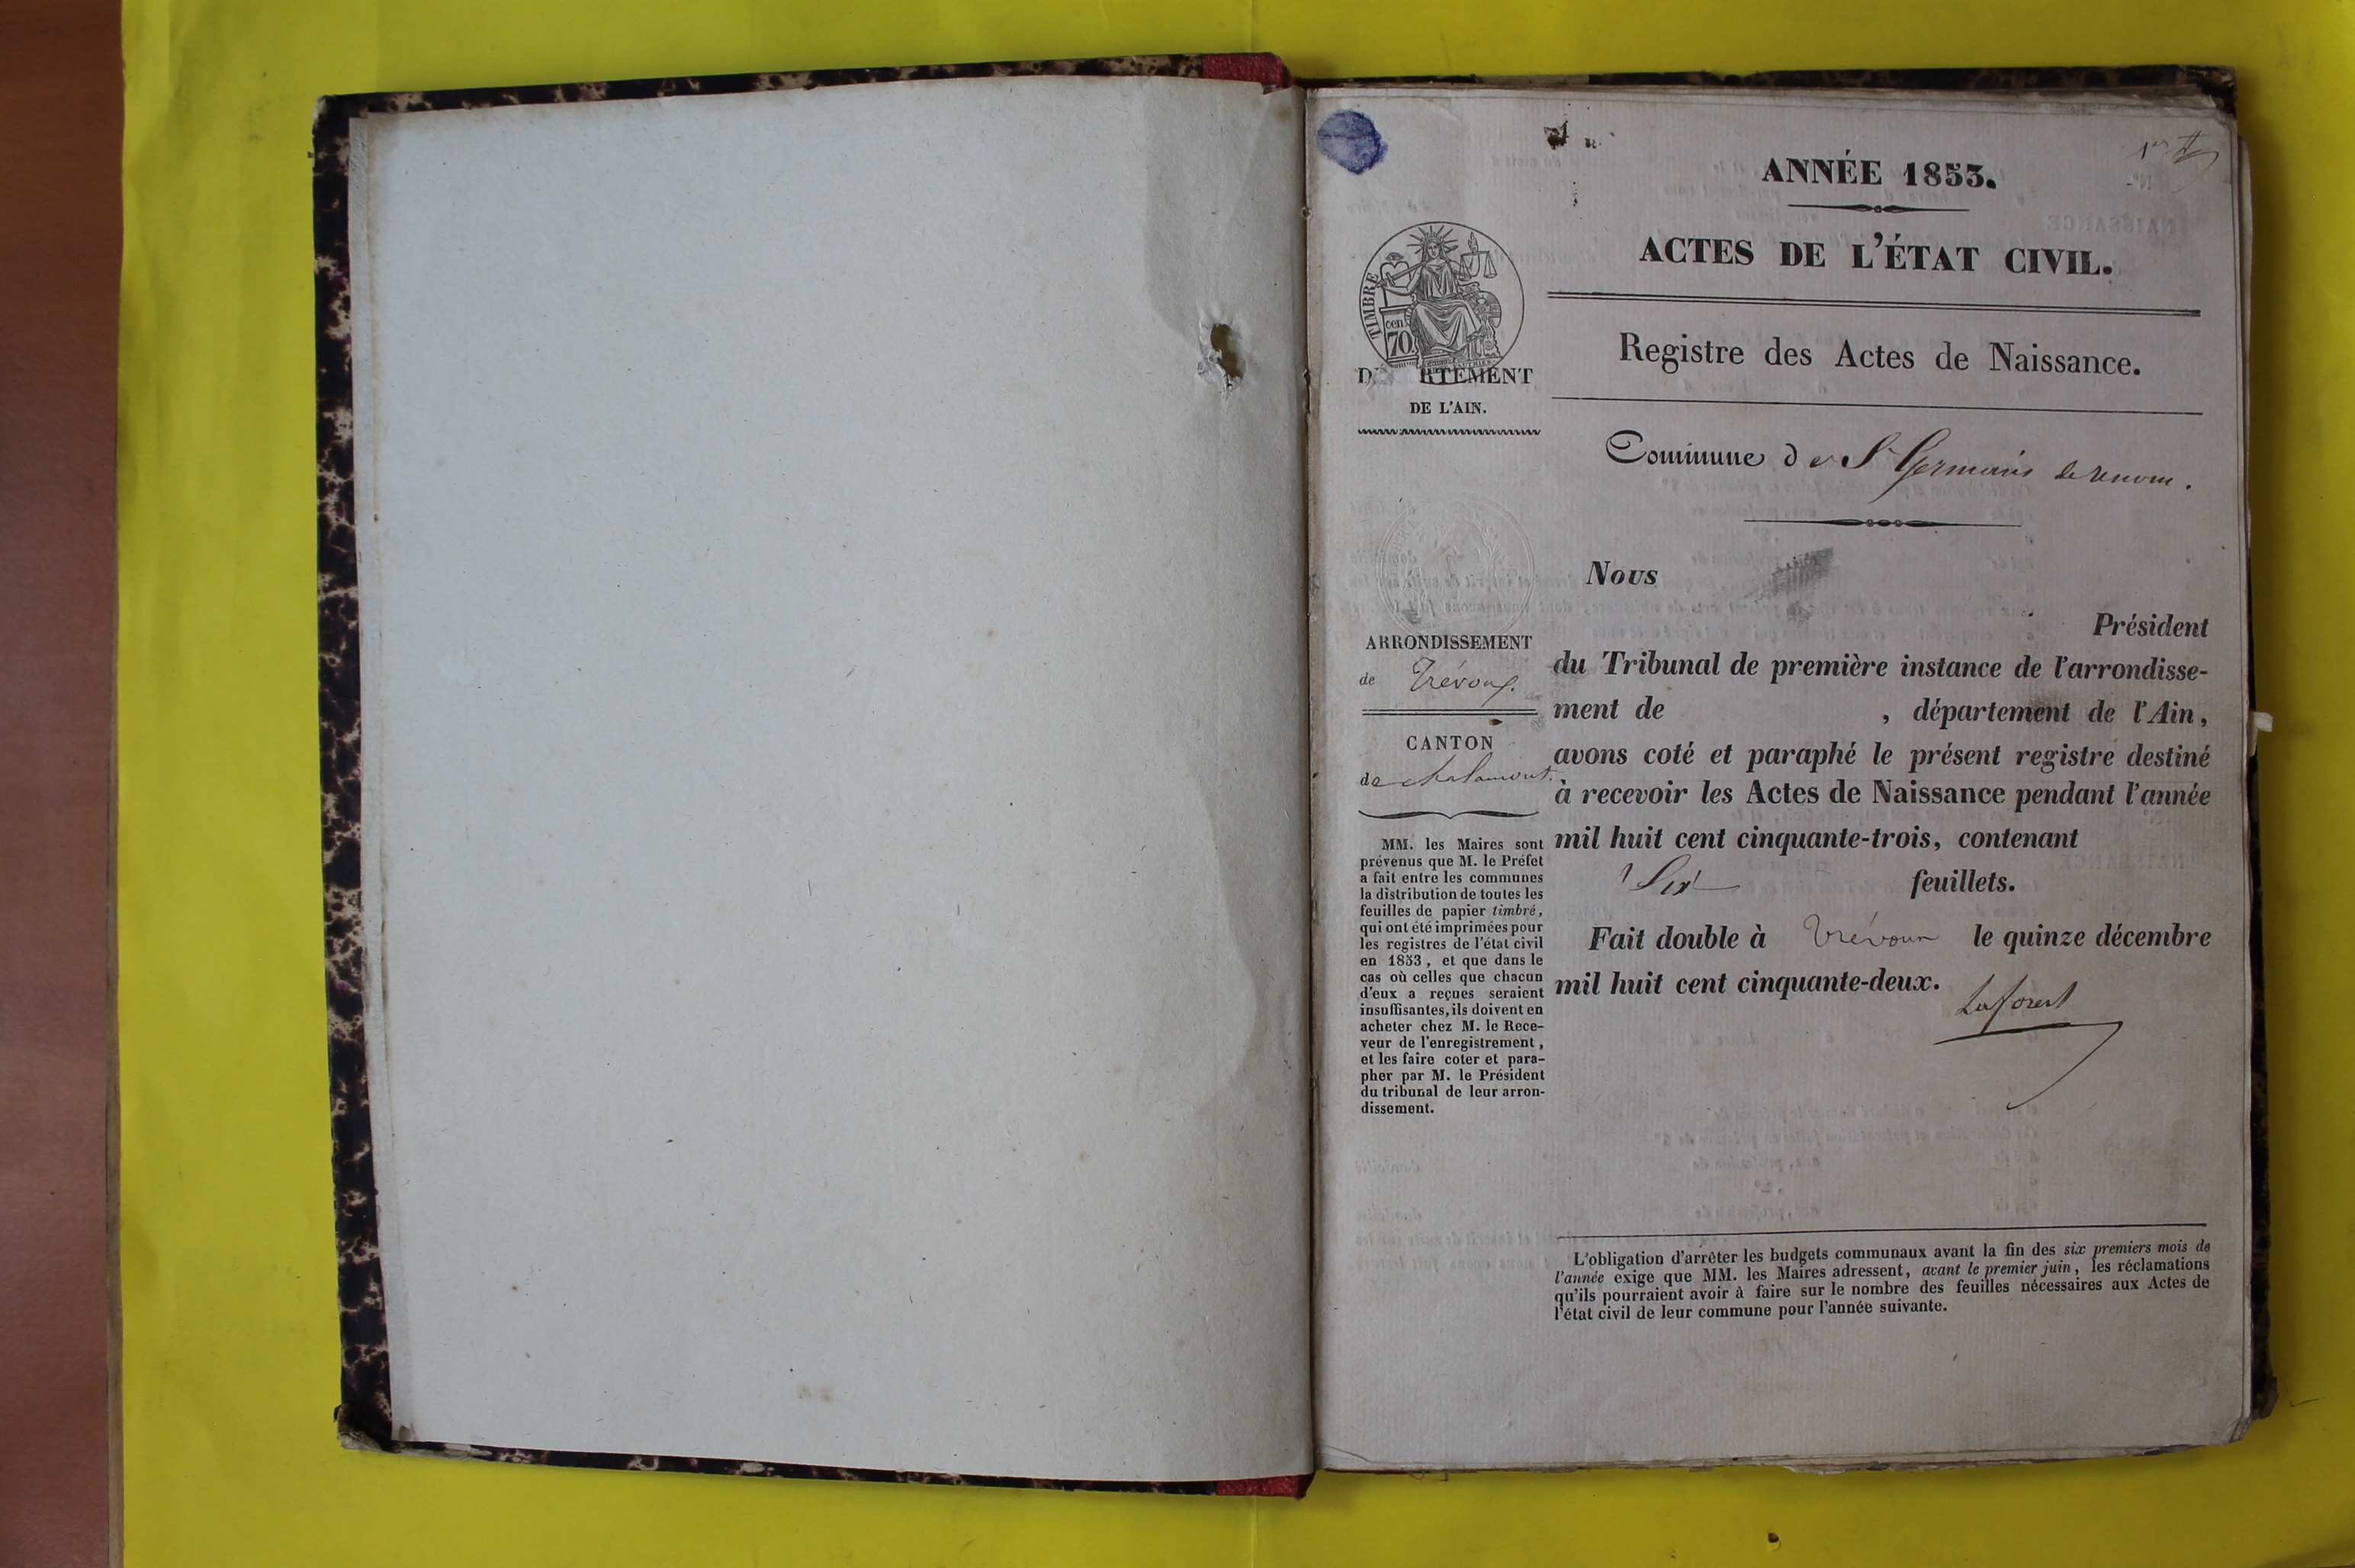 1er
ANNÉE 1853.
ACTES DE L'ÉTAT CIVIL.
Registre des Actes de Naissance.
Commune de St Germain de renom.
TIMBRE
cen
70
D RTEMENT
DE L'AIN.
ARRONDISSEMENT
de Trévoux.
CANTON
de chalamont.
MM. les Maires sont
prévenus que M. le Préfet
a fait entre les communes
la distribution de toutes les
feuilles de papier timbré,
qui ont été imprimées pour
les registres de l'état civil
en 1853, et que dans le
cas où celles que chacun
d'eux a reçues seraient
insuffisantes, ils doivent en
acheter chez M. le Rece-
veur de l'enregistrement,
et les faire coter et para-
pher par M. le Président
du tribunal de leur arron-
dissement.
Nous
Président
du Tribunal de première instance de l'arrondisse-
ment de , département de l'Ain,
avons coté et paraphé le présent registre destiné
à recevoir les Actes de Naissance pendant l'année
mil huit cent cinquante-trois, contenant
Six feuillets.
Fait double à Trévoux le quinze décembre
mil huit cent cinquante-deux.
Laforest
L'obligation d'arrêter les budgets communaux avant la fin des six premiers mois de
l'année exige que MM. les Maires adressent, avant le premier juin, les réclamations
qu'ils pourraient avoir à faire sur le nombre des feuilles nécessaires aux Actes de
l'état civil de leur commune pour l'année suivante.